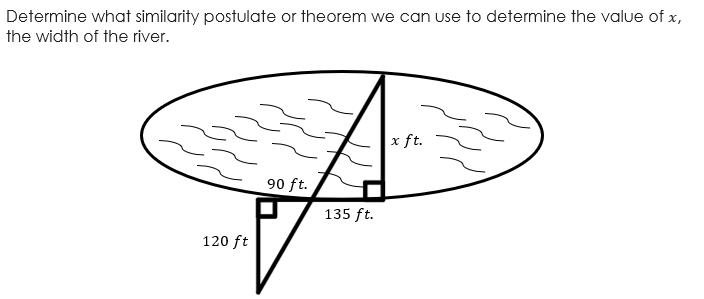 Determine what similarity postulate or theorem we can use to determine the value of x,
the width of the river.
x ft.
90 ft.
135 ft.
120 ft